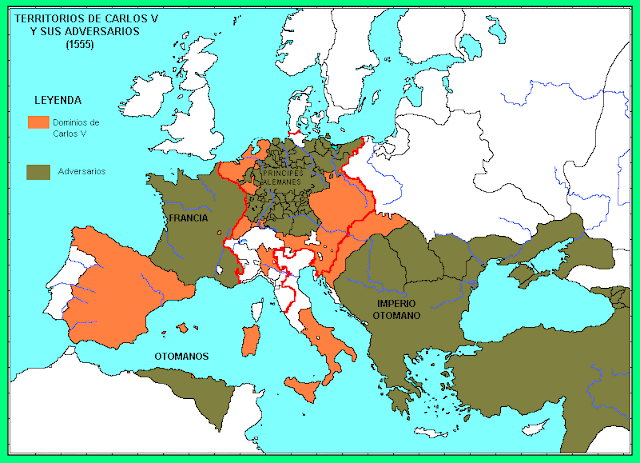 TERRITORIOS DE CARLOS V
Y SUS ADVERSARIOS
(1555)
LEYENDA
Dominios de
Carlos V
Adversarios
PRINCIPES
ALEMANES
FRANCIA
IMPERIO
OTOMANO
OTOMANOS